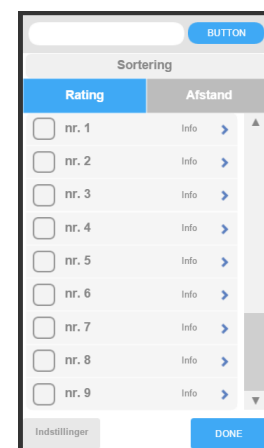 BUTTON
Sortering
Rating Afstand
nr. 1 Info
nr. 2 Info
nr. 3 Info
nr. 4 Info
nr. 5 Info
nr. 6 Info
nr. 7 Info
nr. 8 Info
nr. 9 Info
Indstillinger DONE